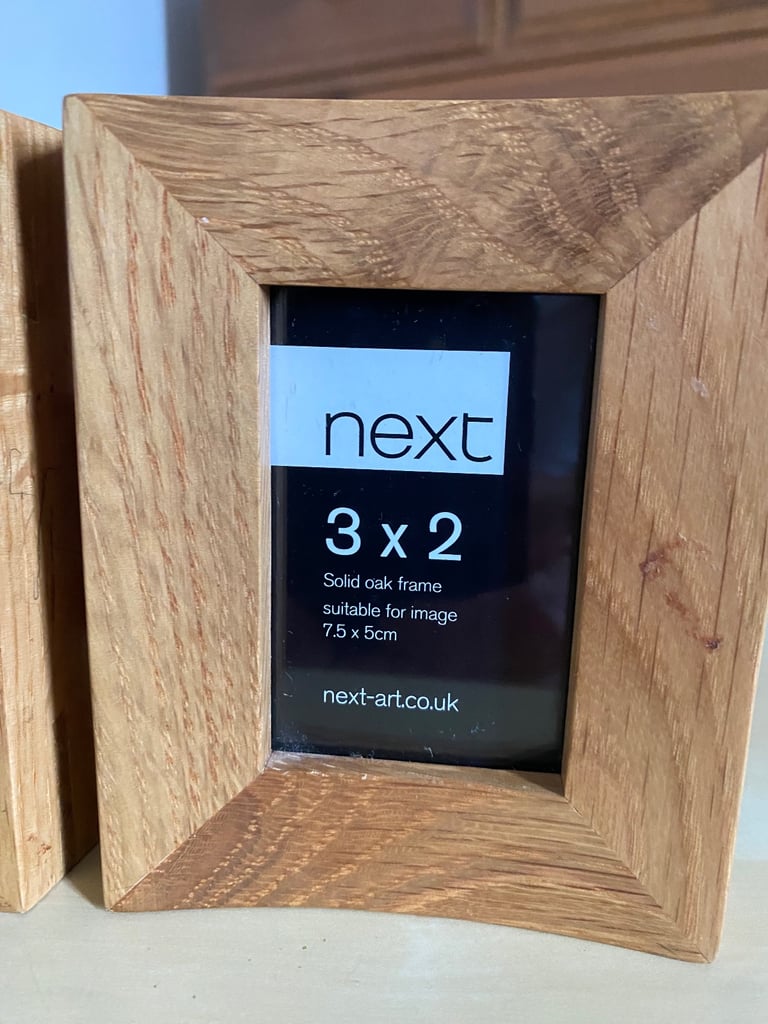 next
3 x 2
Solid oak frame
suitable for image
7.5 x 5cm
next-art.co.uk